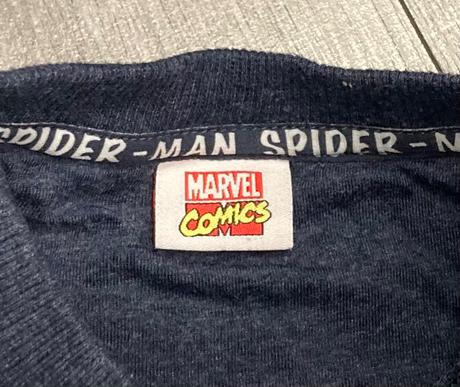 SPIDER-MAN SPIDER-M
MARVEL
COMICS
M